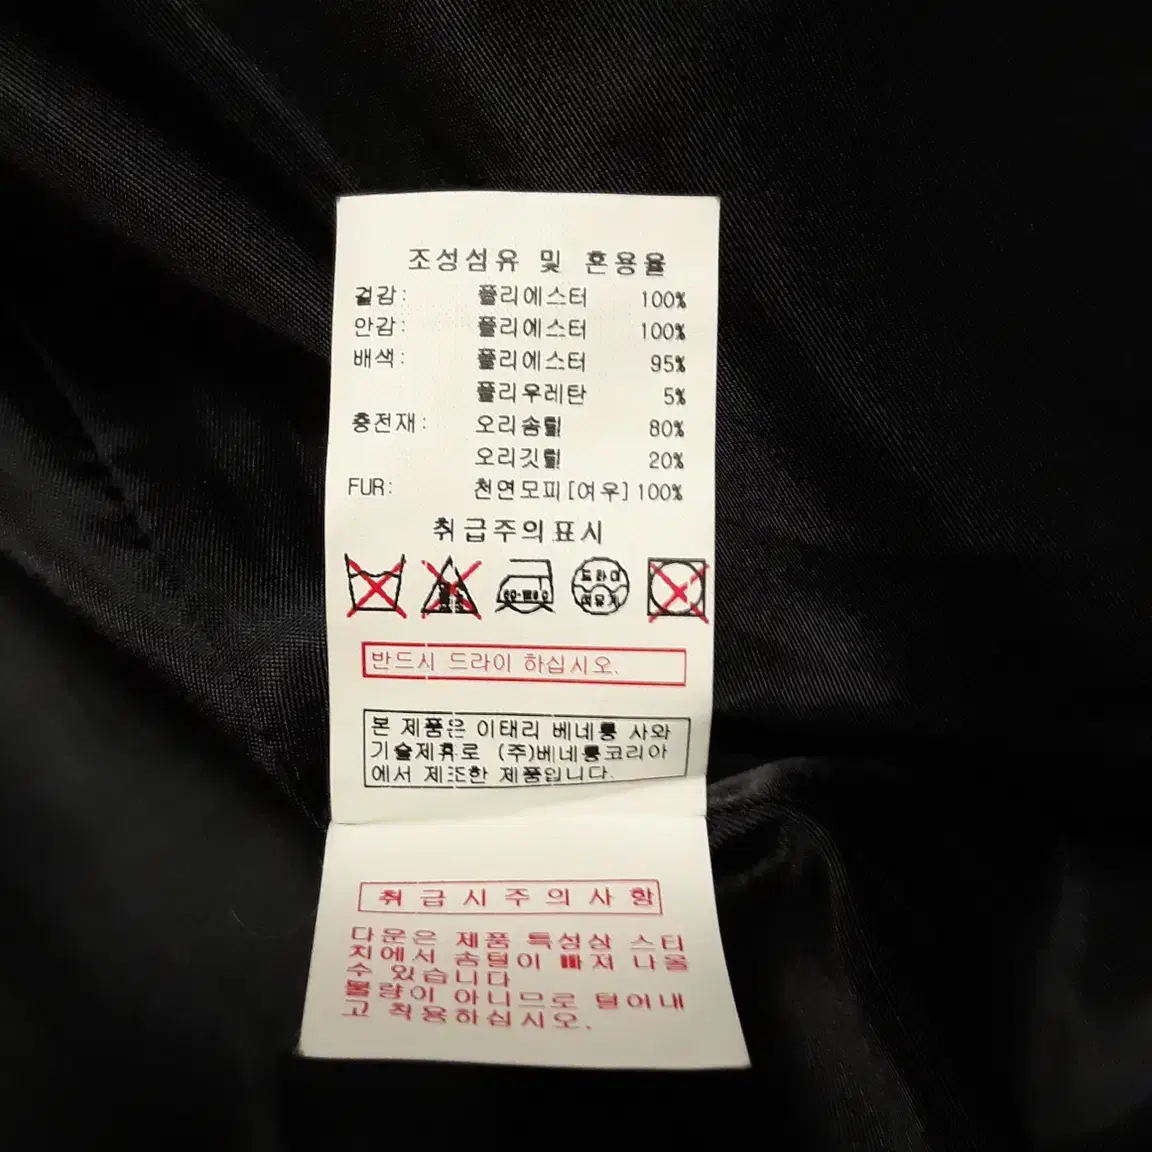 조성섬유 및 혼용율
겉감: 폴리에스터 100%
안감: 폴리에스터 100%
배색: 폴리에스터 95%
폴리우레탄 5%
충전재: 오리솜털 80%
오리깃털 20%
FUR: 천연모피[여우] 100%
취급주의표시
드라이
반드시 드라이 하십시오.
본 제품은 이태리 베네통 사와
기술제휴로 (주)베네통코리아
에서 제조한 제품입니다.
취급시주의사항
다운은 제품 특성상 스티
치에서 솜털이 빠져 나올
수 있습니다
불량이 아니므로 털어내
고 착용하십시오.